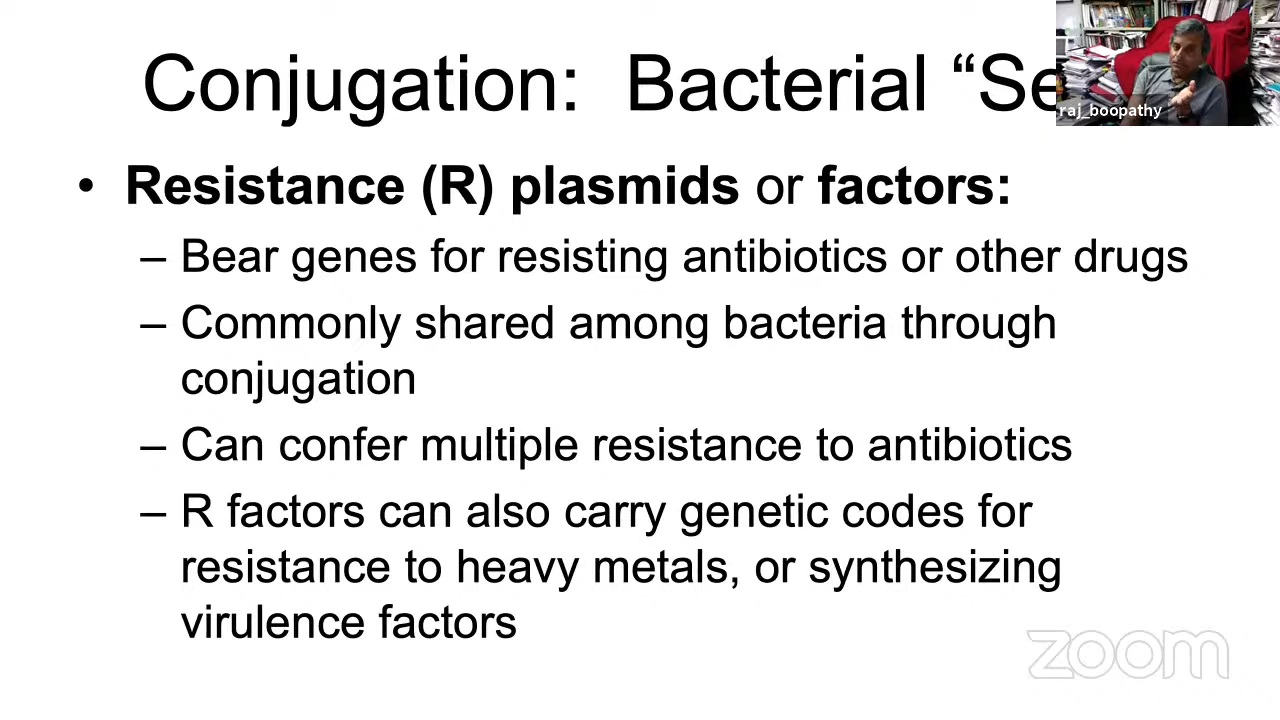 Conjugation: Bacterial “Se
raj_boopathy
• Resistance (R) plasmids or factors:
– Bear genes for resisting antibiotics or other drugs
– Commonly shared among bacteria through
conjugation
– Can confer multiple resistance to antibiotics
– R factors can also carry genetic codes for
resistance to heavy metals, or synthesizing
virulence factors
zoom